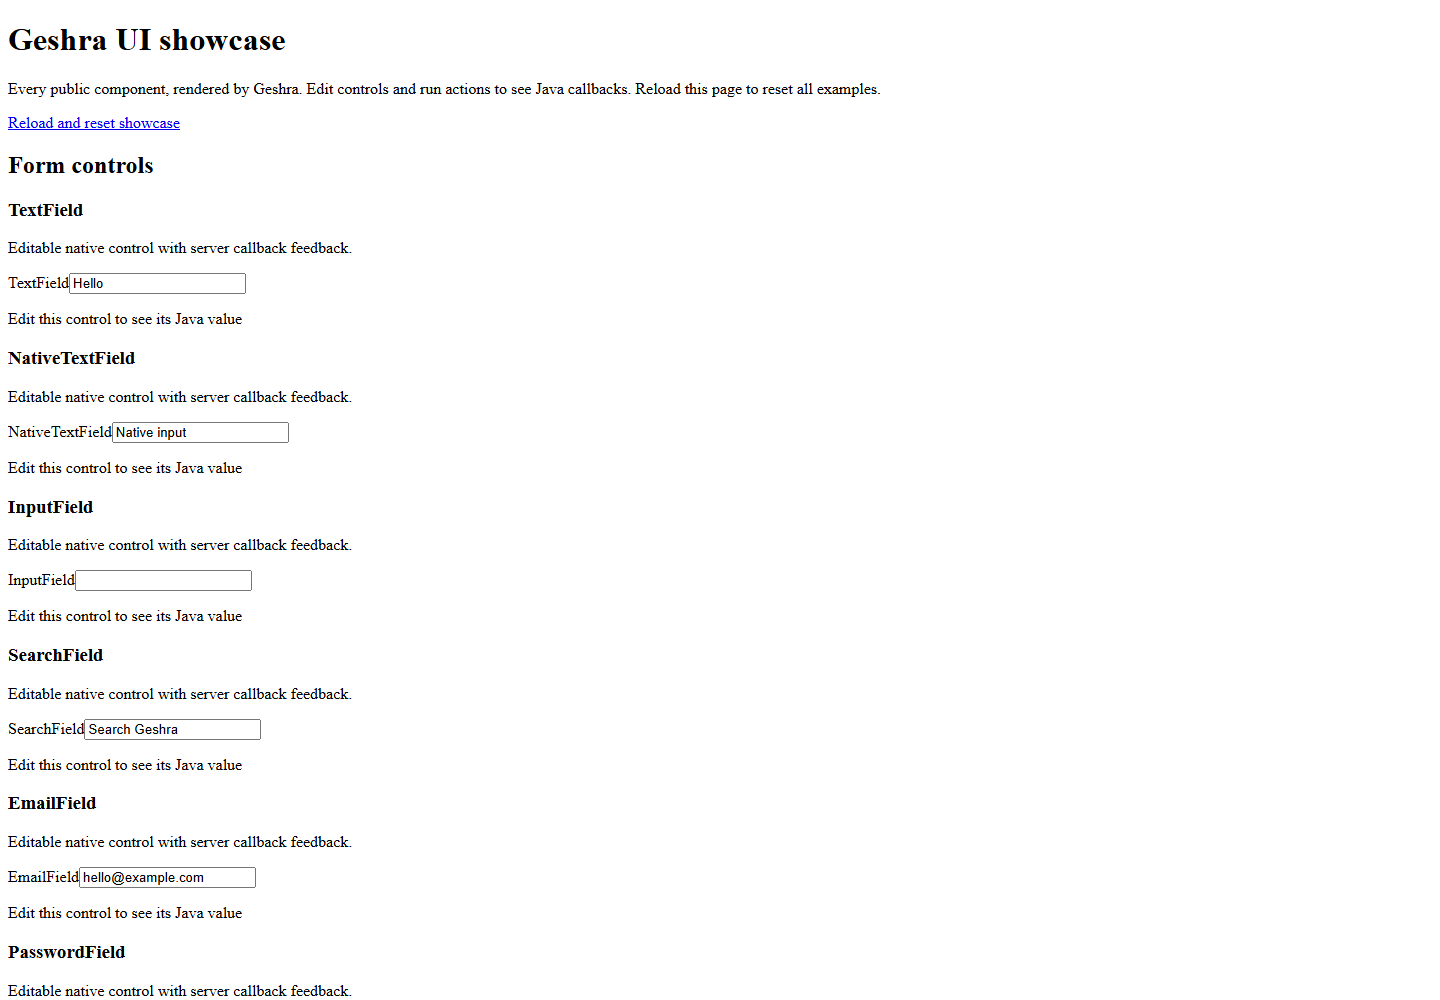 Geshra UI showcase
Every public component, rendered by Geshra. Edit controls and run actions to see Java callbacks. Reload this page to reset all examples.
Reload and reset showcase
Form controls
TextField
Editable native control with server callback feedback.
TextField Hello
Edit this control to see its Java value
NativeTextField
Editable native control with server callback feedback.
NativeTextField Native input
Edit this control to see its Java value
InputField
Editable native control with server callback feedback.
InputField
Edit this control to see its Java value
SearchField
Editable native control with server callback feedback.
SearchField Search Geshra
Edit this control to see its Java value
EmailField
Editable native control with server callback feedback.
EmailField hello@example.com
Edit this control to see its Java value
PasswordField
Editable native control with server callback feedback.